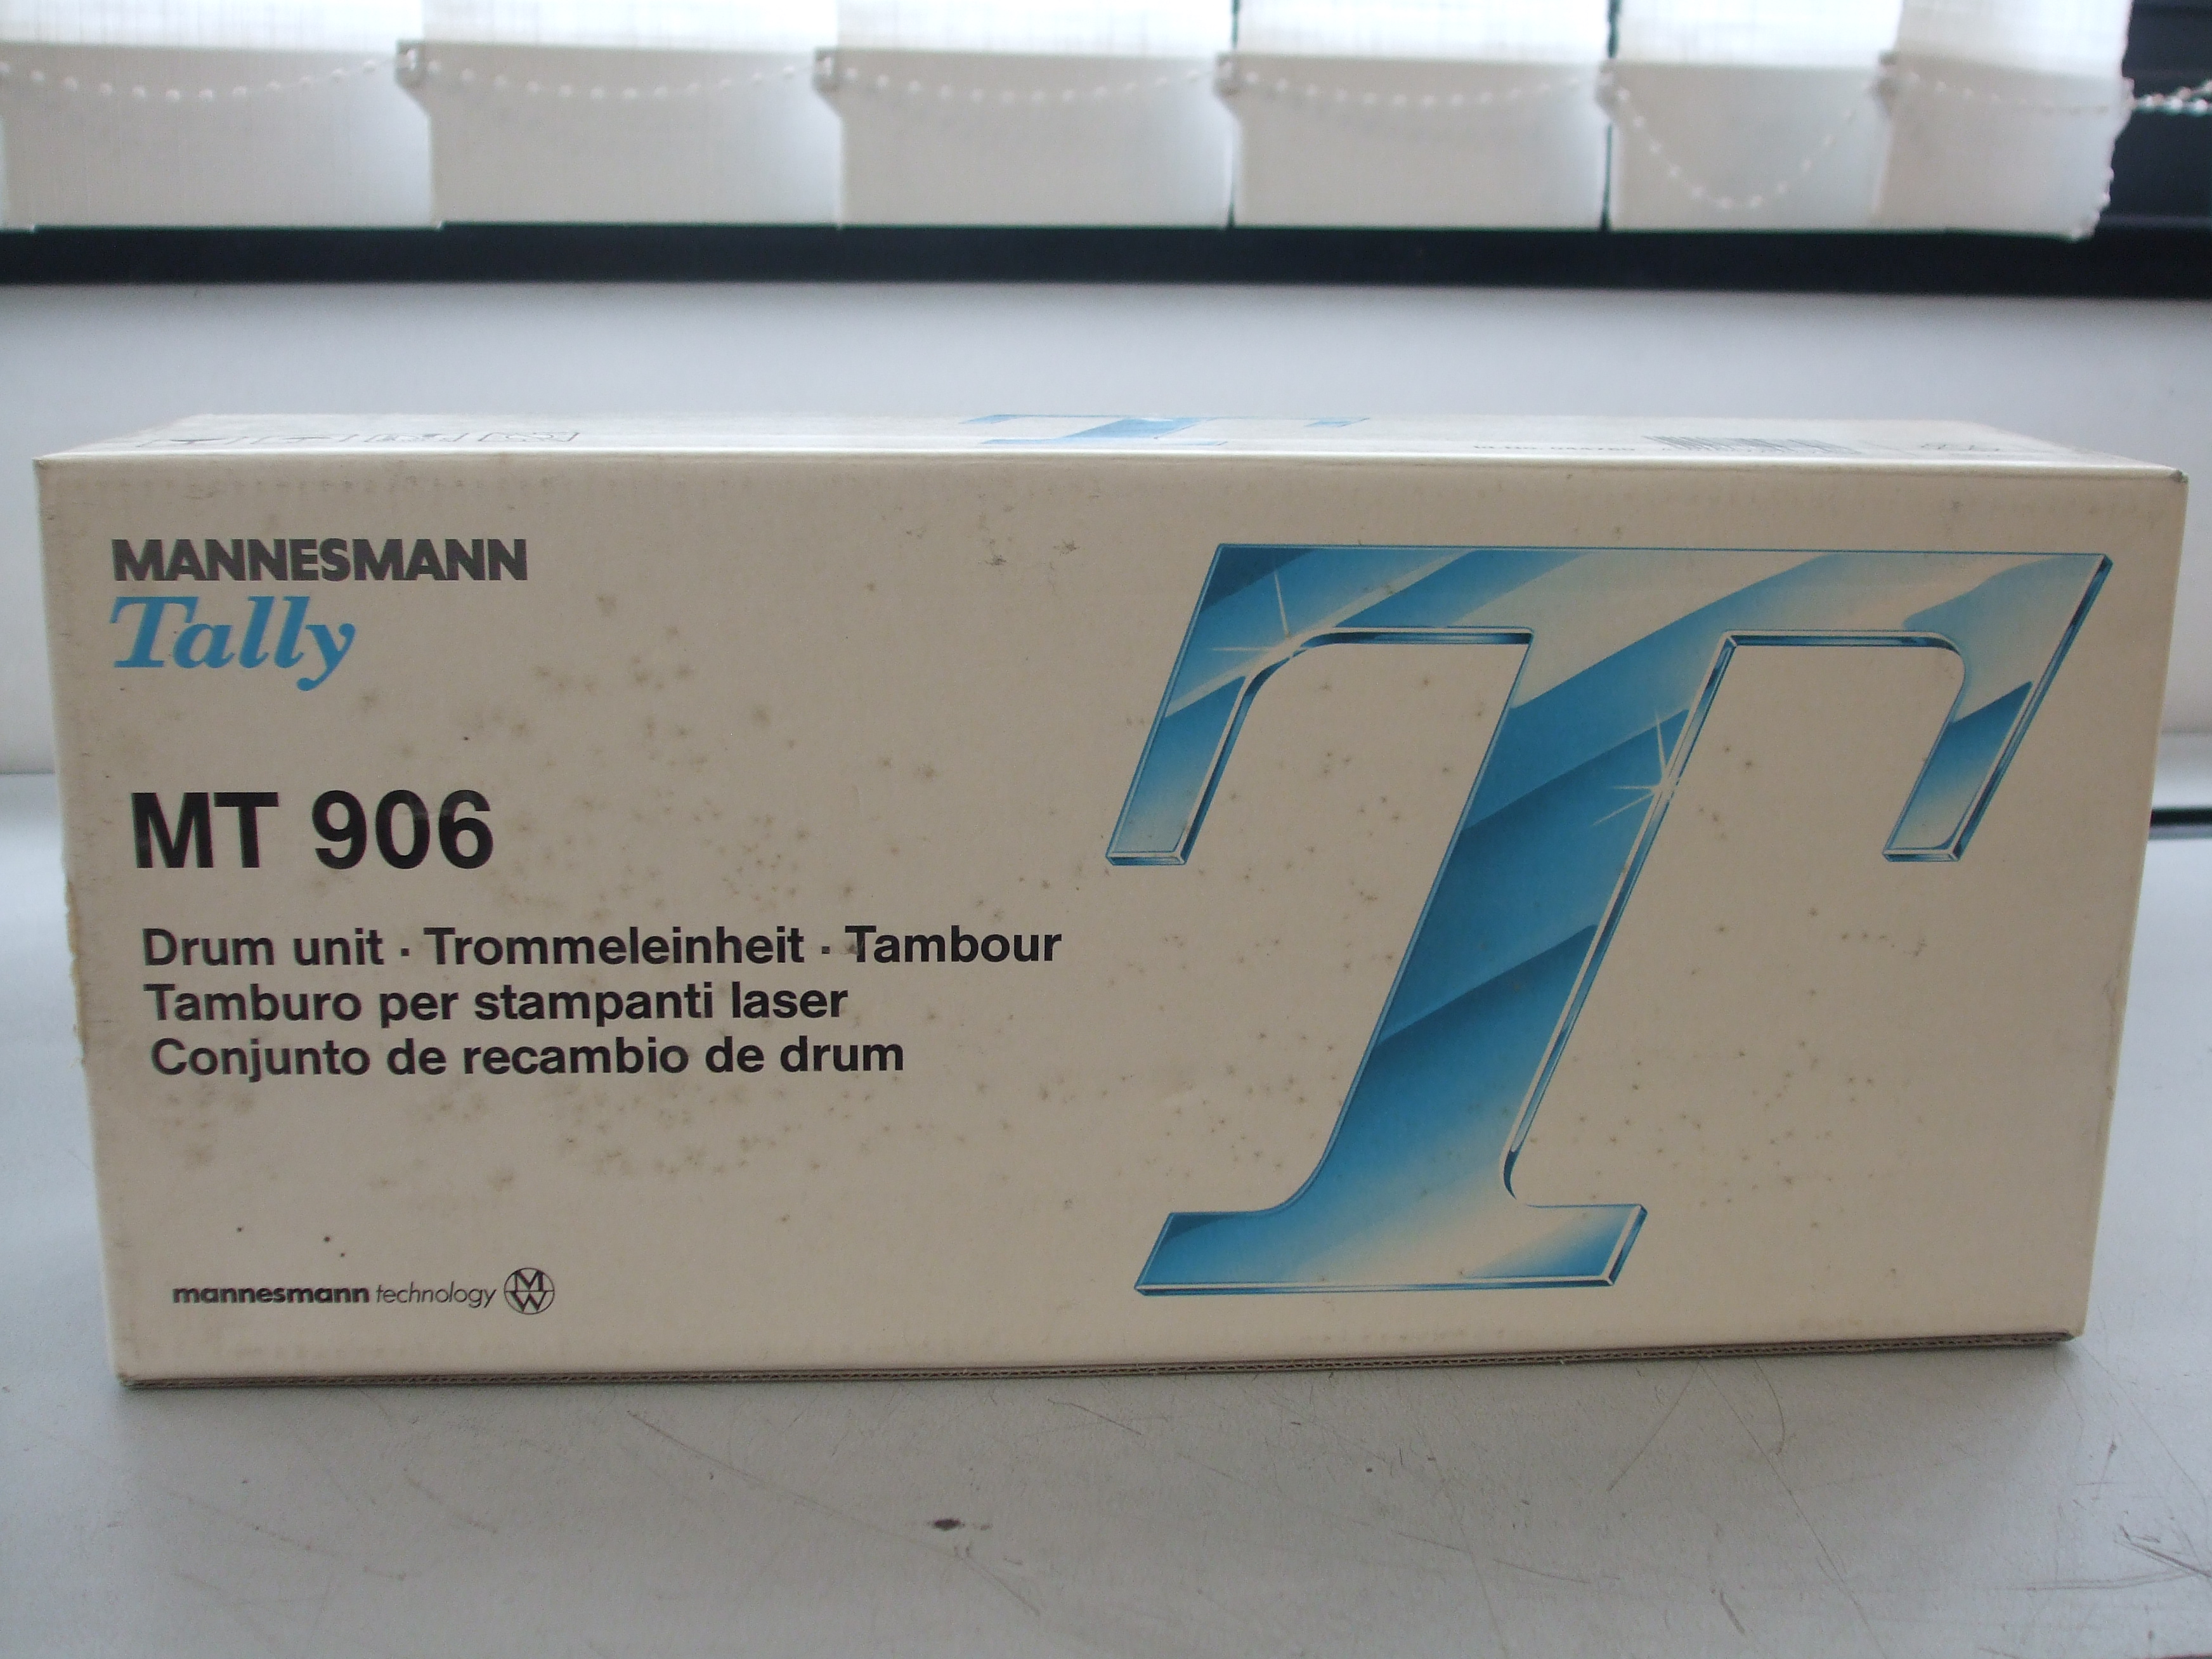 MANNESMANN
Tally
MT 906
Drum unit · Trommeleinheit · Tambour
Tamburo per stampanti laser
Conjunto de recambio de drum
mannesmann technology
T